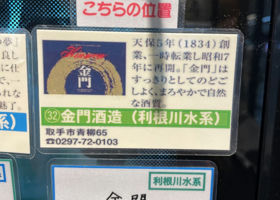 こちらの位置
天保5年(1834)創
業、一時転業し昭和7
年に再開。「金門」は
すっきりとしてのどご
しよく、まろやかで自然
な酒質。
金門
㉜金門酒造(利根川水系)
取手市青柳65
☎0297-72-0103
利根川水系
金門